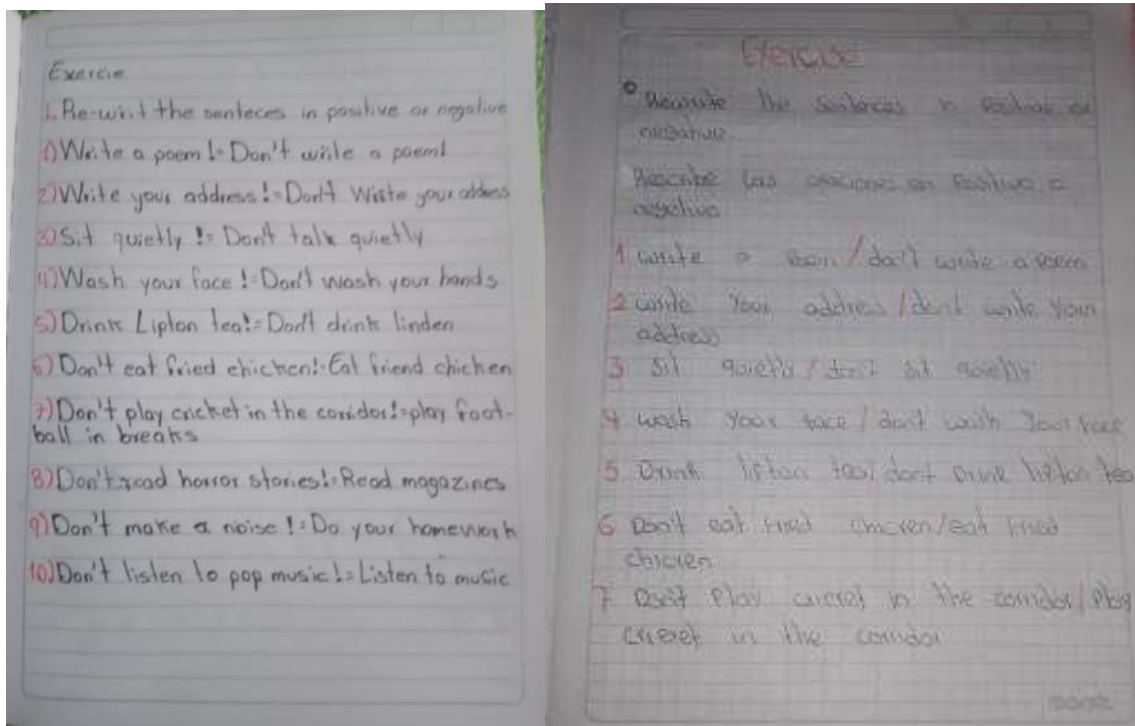 Exercie
1. Re-writ the senteces in positive or negative
1) Write a poem != Don't write a poem!
2) Write your address!= Don't Write your address
3) Sit quietly != Don't talk quietly
4) Wash your face != Don't wash your hands
5) Drink Lipton tea!= Don't drink linden
6) Don't eat fried chicken!= Eat friend chicken
7) Don't play cricket in the corridor!= play foot-
ball in breaks
8) Don't read horror stories!= Read magazines
9) Don't make a noise != Do your homework
10) Don't listen to pop music != Listen to music
Exercise
Rewrite the sentences in positive or
negative
Rescribe las oraciones en positivo o
negativo
1 write a poem / don't write a poem
2 write your address / dont write your
address
3 sit quietly / don't sit quietly
4 wash your face / don't wash your face
5 Drink lipton tea / dont Drink lipton tea
6 Don't eat fried chicken / eat fried
chicken
7 Don't Play cricket in the corridor / Play
cricket in the corridor